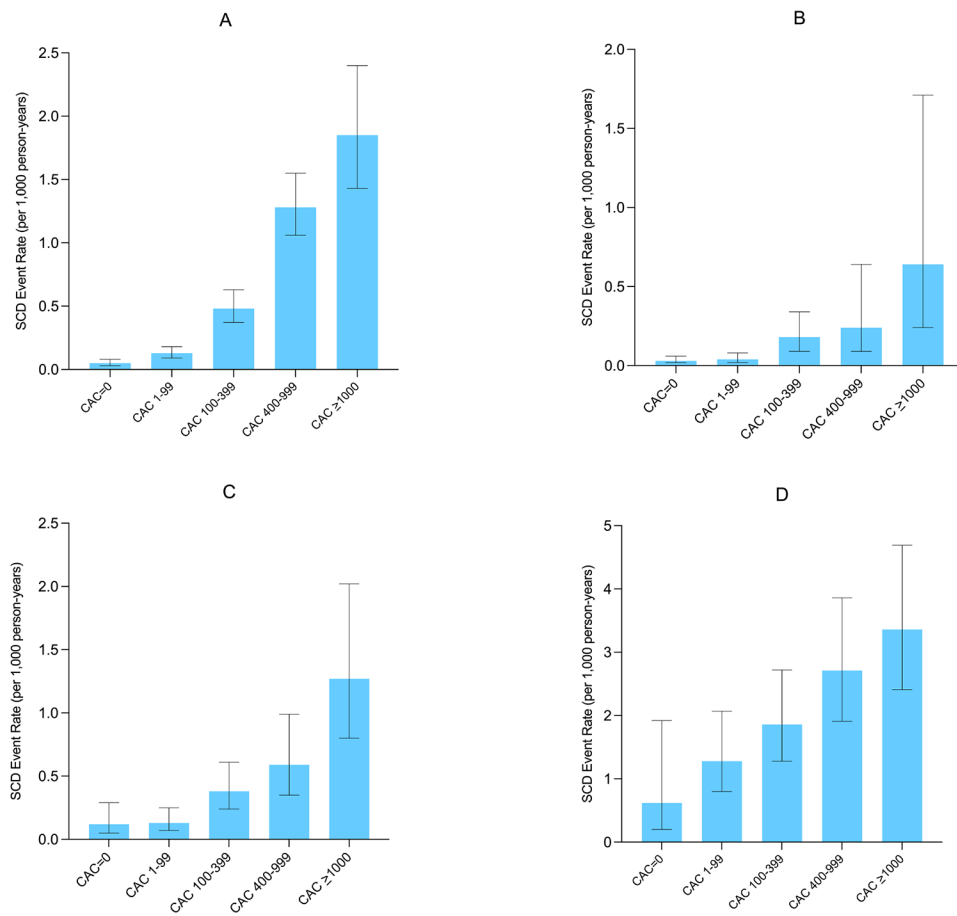 A
SCD Event Rate (per 1,000 person-years)
2.5
2.0
1.5
1.0
0.5
0.0
CAC=0
CAC 1-99
CAC 100-399
CAC 400-999
CAC ≥1000
B
SCD Event Rate (per 1,000 person-years)
2.0
1.5
1.0
0.5
0.0
CAC=0
CAC 1-99
CAC 100-399
CAC 400-999
CAC ≥1000
C
SCD Event Rate (per 1,000 person-years)
2.5
2.0
1.5
1.0
0.5
0.0
CAC=0
CAC 1-99
CAC 100-399
CAC 400-999
CAC ≥1000
D
SCD Event Rate (per 1,000 person-years)
5
4
3
2
1
0
CAC=0
CAC 1-99
CAC 100-399
CAC 400-999
CAC ≥1000